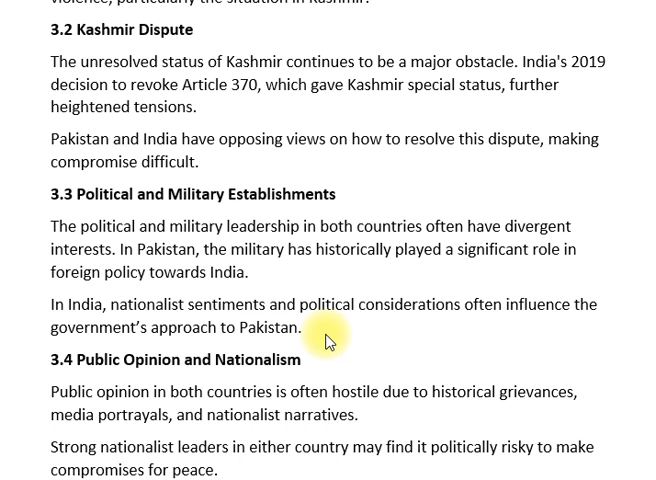 violence, particularly the situation in Kashmir.
3.2 Kashmir Dispute
The unresolved status of Kashmir continues to be a major obstacle. India's 2019
decision to revoke Article 370, which gave Kashmir special status, further
heightened tensions.
Pakistan and India have opposing views on how to resolve this dispute, making
compromise difficult.
3.3 Political and Military Establishments
The political and military leadership in both countries often have divergent
interests. In Pakistan, the military has historically played a significant role in
foreign policy towards India.
In India, nationalist sentiments and political considerations often influence the
government’s approach to Pakistan.
3.4 Public Opinion and Nationalism
Public opinion in both countries is often hostile due to historical grievances,
media portrayals, and nationalist narratives.
Strong nationalist leaders in either country may find it politically risky to make
compromises for peace.